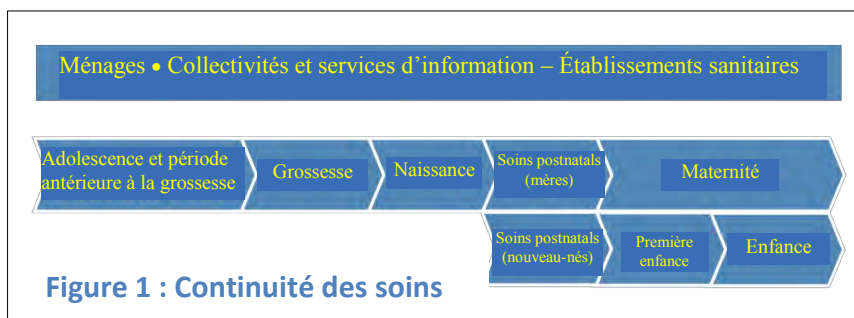 Ménages • Collectivités et services d’information – Établissements sanitaires
Adolescence et période
antérieure à la grossesse
Grossesse
Naissance
Soins postnatals
(mères)
Maternité
Soins postnatals
(nouveau-nés)
Première
enfance
Enfance
Figure 1 : Continuité des soins